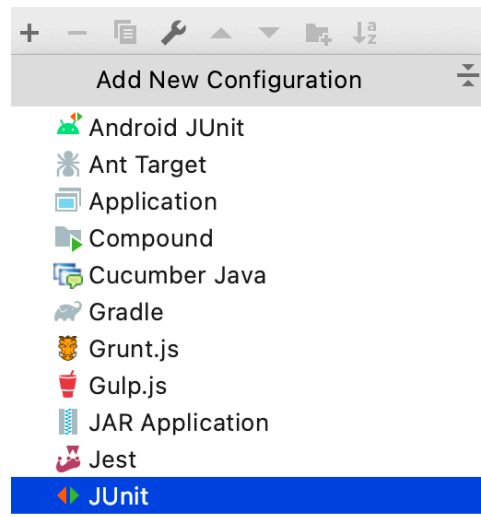 Add New Configuration
Android JUnit
Ant Target
Application
Compound
Cucumber Java
Gradle
Grunt.js
Gulp.js
JAR Application
Jest
JUnit